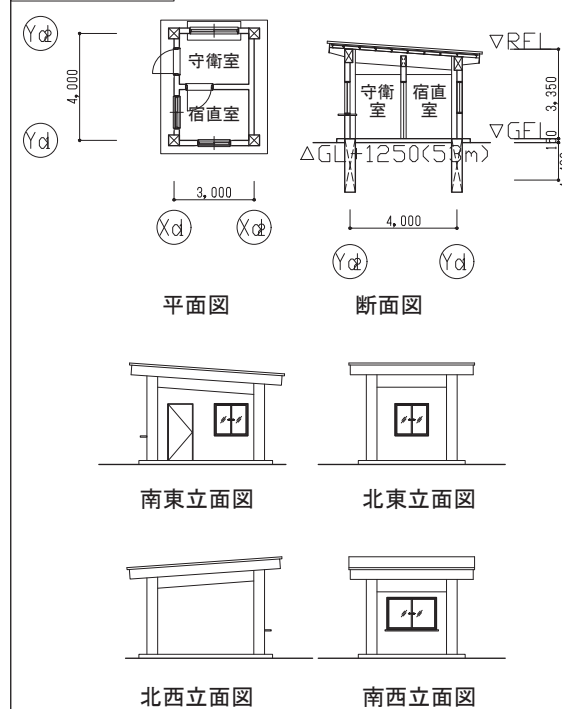 Yd2
守衛室
4,000
宿直室
Yd1
3,000
Xd1
Xd2
平面図
▽RFL
守衛室
宿直室
3,350
▽GFL
△GL+1250(53m)
4,000
Yd2
Yd1
断面図
南東立面図
北東立面図
北西立面図
南西立面図